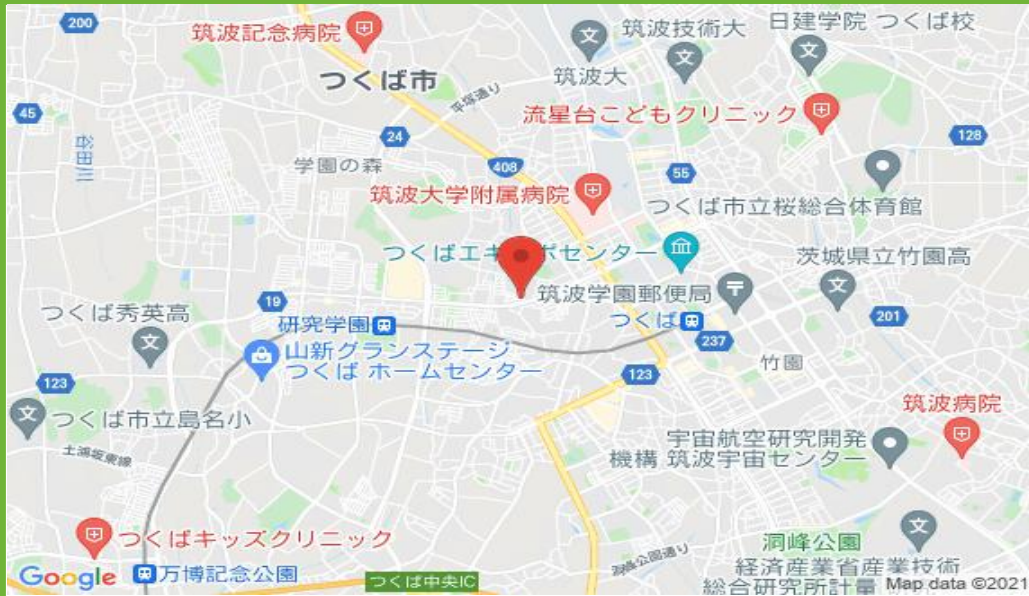 200
筑波記念病院
筑波技術大
日建学院 つくば校
筑波大
つくば市
平塚通り
流星台こどもクリニック
45
谷田川
24
128
学園の森
408
55
筑波大学附属病院
つくば市立桜総合体育館
つくばエキ
ポセンター
茨城県立竹園高
筑波学園郵便局
19
つくば秀英高
研究学園
つくば
201
237
山新グランステージ
つくば ホームセンター
竹園
123
123
筑波病院
つくば市立島名小
宇宙航空研究開発
機構 筑波宇宙センター
土浦坂東線
つくばキッズクリニック
洞峰公園通り
洞峰公園
経済産業省産業技術
総合研究所計量
Google
万博記念公園
つくば中央IC
Map data ©2021